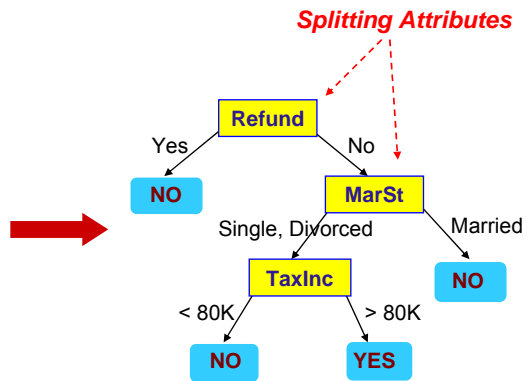 Splitting Attributes
Refund
Yes
No
NO
MarSt
Single, Divorced
Married
TaxInc
NO
< 80K
> 80K
NO
YES